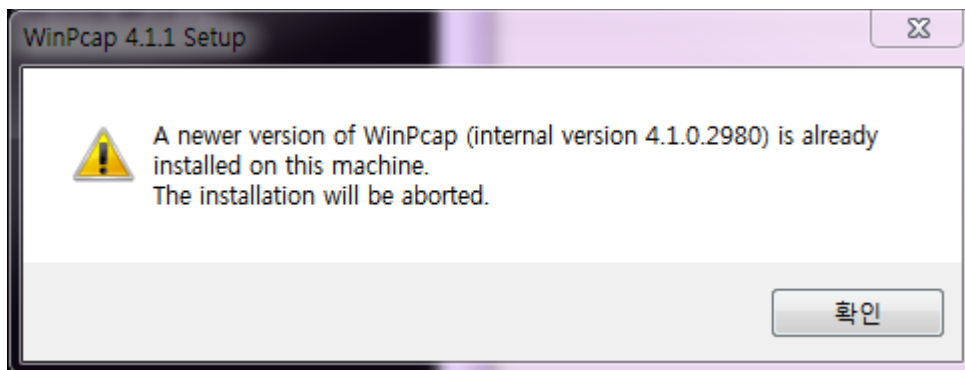 WinPcap 4.1.1 Setup
A newer version of WinPcap (internal version 4.1.0.2980) is already
installed on this machine.
The installation will be aborted.
확인